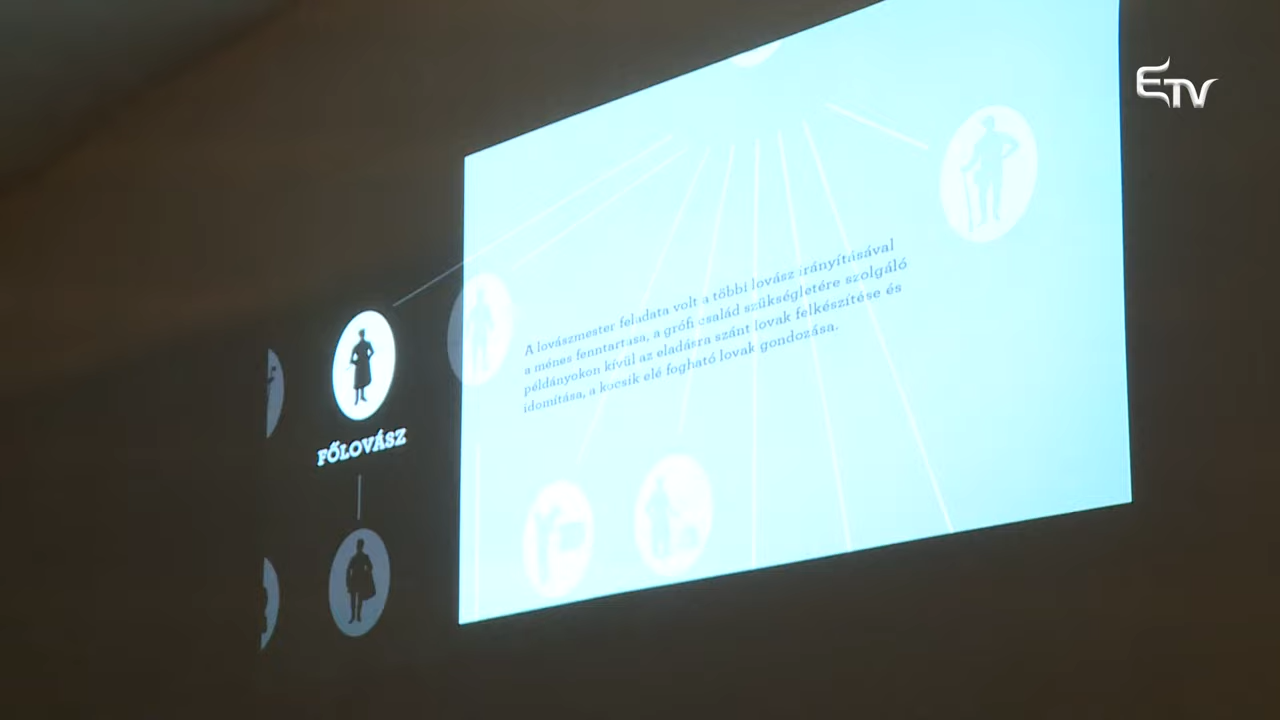 ETV
A lovászmester feladata volt a többi lovász irányításával
a ménes fenntartása, a grófi család szükségletére szolgáló
példányokon kívül az eladásra szánt lovak felkészítése és
idomítása, a kocsik elé fogható lovak gondozása.
FŐLOVÁSZ